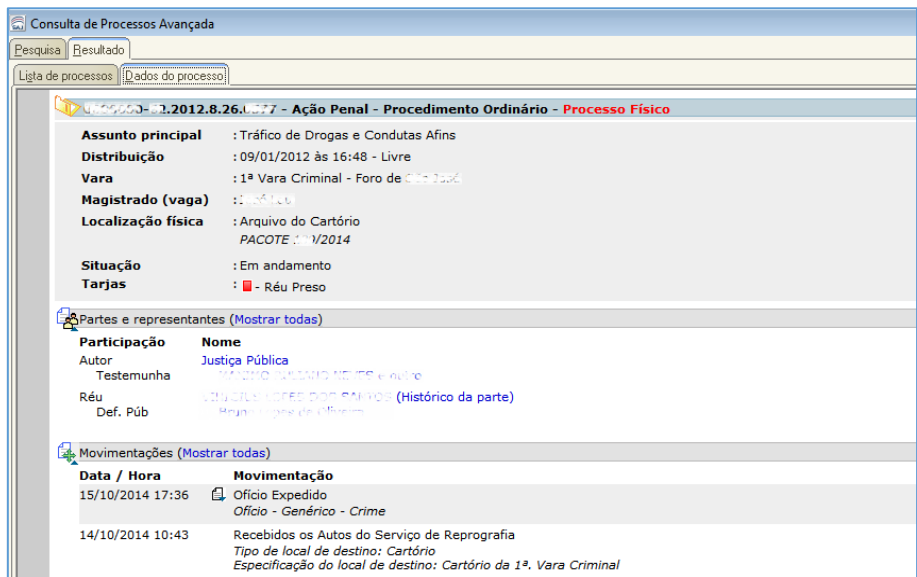 Consulta de Processos Avançada
Pesquisa Resultado
Lista de processos Dados do processo
.2012.8.26. - Ação Penal - Procedimento Ordinário - Processo Físico
Assunto principal : Tráfico de Drogas e Condutas Afins
Distribuição : 09/01/2012 às 16:48 - Livre
Vara : 1ª Vara Criminal - Foro de
Magistrado (vaga) :
Localização física : Arquivo do Cartório
PACOTE /2014
Situação : Em andamento
Tarjas : - Réu Preso
Partes e representantes (Mostrar todas)
Participação Nome
Autor Justiça Pública
Testemunha
Réu (Histórico da parte)
Def. Púb
Movimentações (Mostrar todas)
Data / Hora Movimentação
15/10/2014 17:36 Ofício Expedido
Ofício - Genérico - Crime
14/10/2014 10:43 Recebidos os Autos do Serviço de Reprografia
Tipo de local de destino: Cartório
Especificação do local de destino: Cartório da 1ª. Vara Criminal